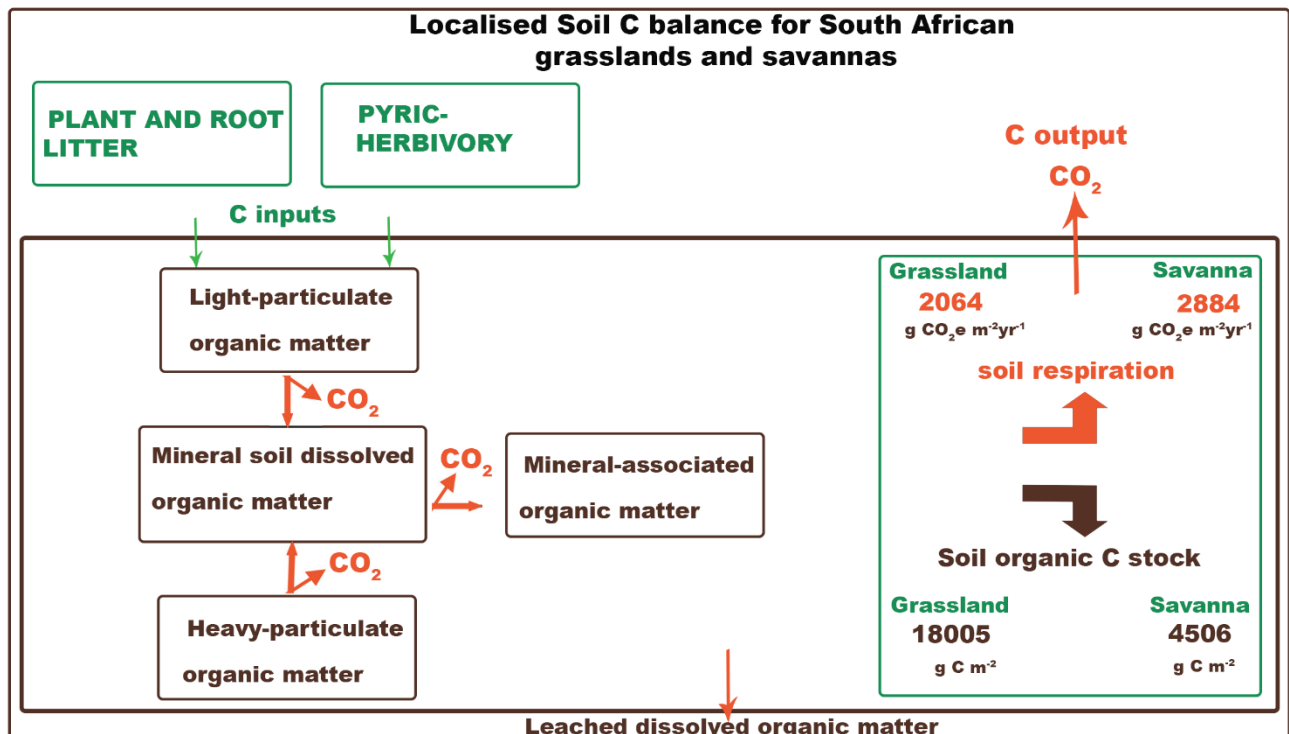 Localised Soil C balance for South African
grasslands and savannas
PLANT AND ROOT
LITTER
PYRIC-
HERBIVORY
C output
CO₂
C inputs
Light-particulate
organic matter
CO₂
Mineral soil dissolved
organic matter
CO₂
Mineral-associated
organic matter
CO₂
Heavy-particulate
organic matter
Grassland
2064
g CO₂e m⁻²yr⁻¹
Savanna
2884
g CO₂e m⁻²yr⁻¹
soil respiration
Soil organic C stock
Grassland
18005
g C m⁻²
Savanna
4506
g C m⁻²
Leached dissolved organic matter